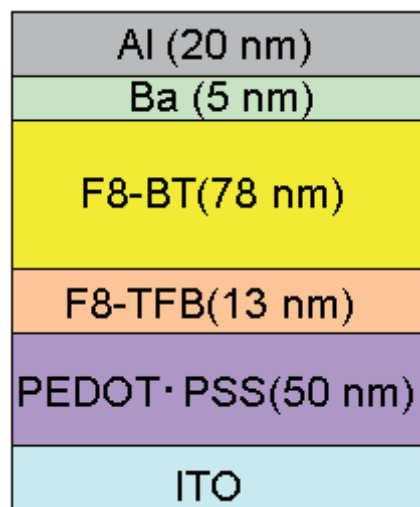 Al (20 nm)
Ba (5 nm)
F8-BT(78 nm)
F8-TFB(13 nm)
PEDOT･PSS(50 nm)
ITO